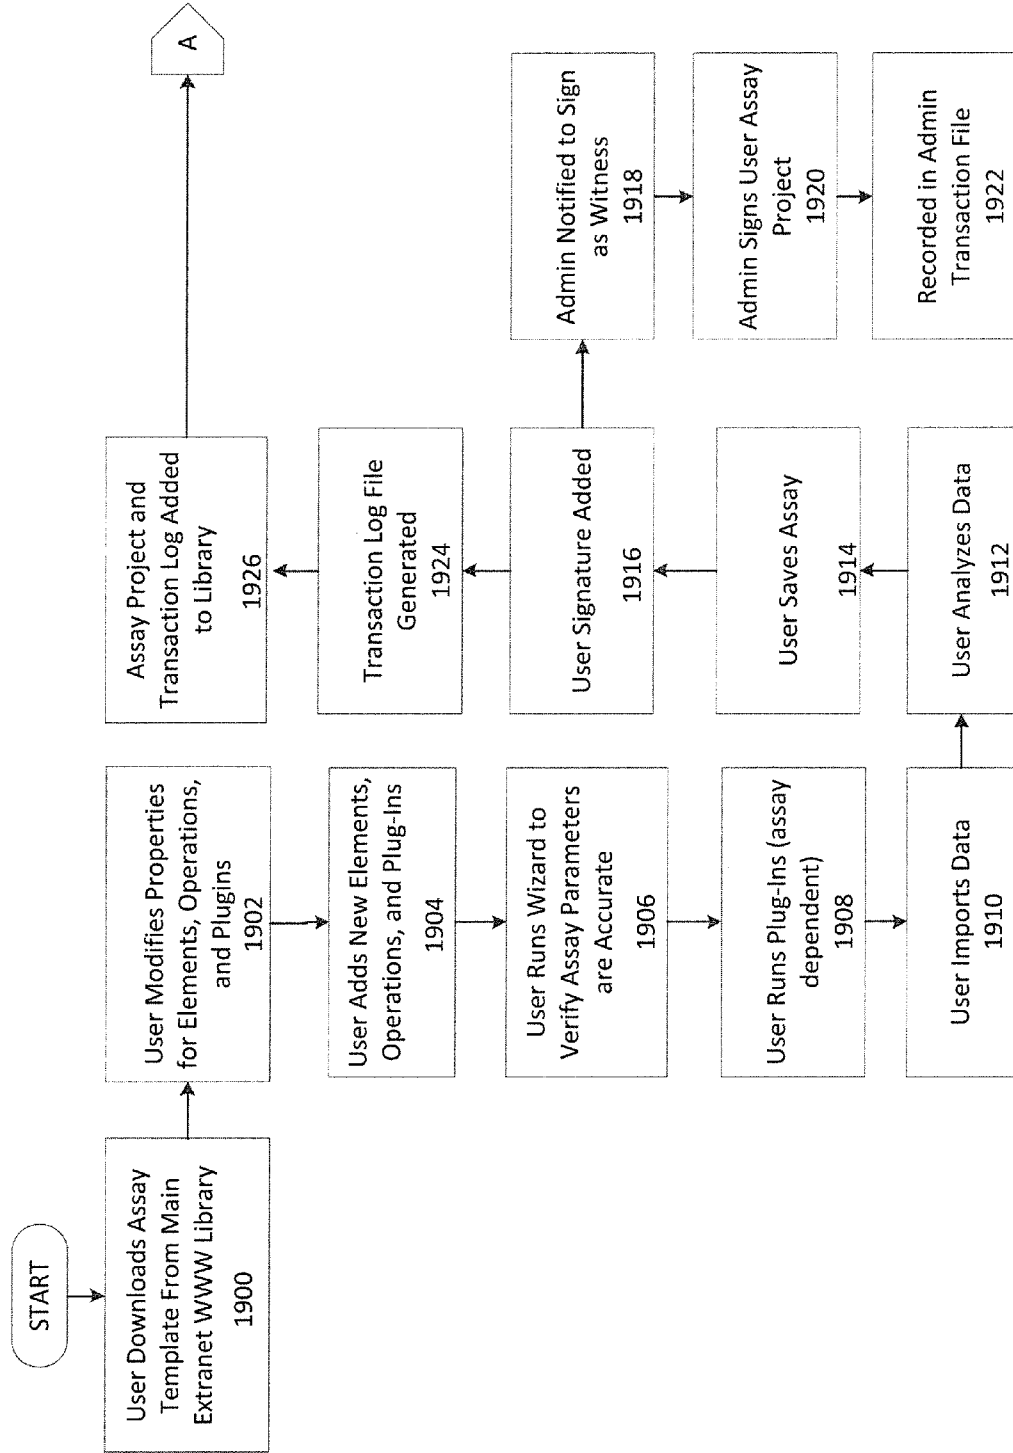 START
User Downloads Assay
Template From Main
Extranet WWW Library
1900
User Modifies Properties
for Elements, Operations,
and Plugins
1902
User Adds New Elements,
Operations, and Plug-Ins
1904
User Runs Wizard to
Verify Assay Parameters
are Accurate
1906
User Runs Plug-Ins (assay
dependent)
1908
User Imports Data
1910
User Analyzes Data
1912
User Saves Assay
1914
User Signature Added
1916
Admin Notified to Sign
as Witness
1918
Admin Signs User Assay
Project
1920
Recorded in Admin
Transaction File
1922
Transaction Log File
Generated
1924
Assay Project and
Transaction Log Added
to Library
1926
A